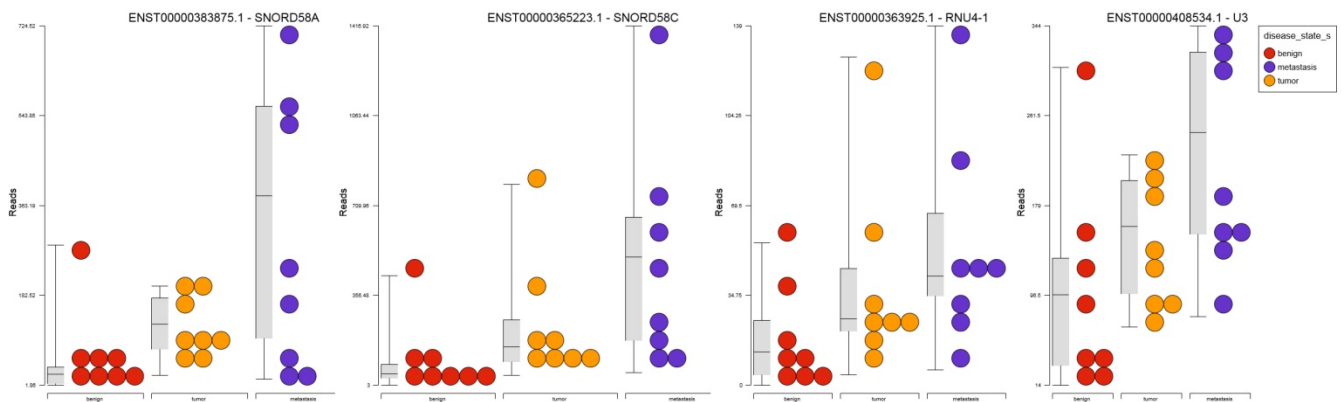 ENST00000383875.1 - SNORD58A
724.52
543.88
363.19
182.52
1.98
Reads
benign
tumor
metastasis
ENST00000365223.1 - SNORD58C
1416.92
1063.44
709.96
356.48
3
Reads
benign
tumor
metastasis
ENST00000363925.1 - RNU4-1
139
104.25
69.5
34.75
0
Reads
benign
tumor
metastasis
ENST00000408534.1 - U3
344
261.5
179
96.5
14
Reads
benign
tumor
metastasis
disease_state_s
benign
metastasis
tumor